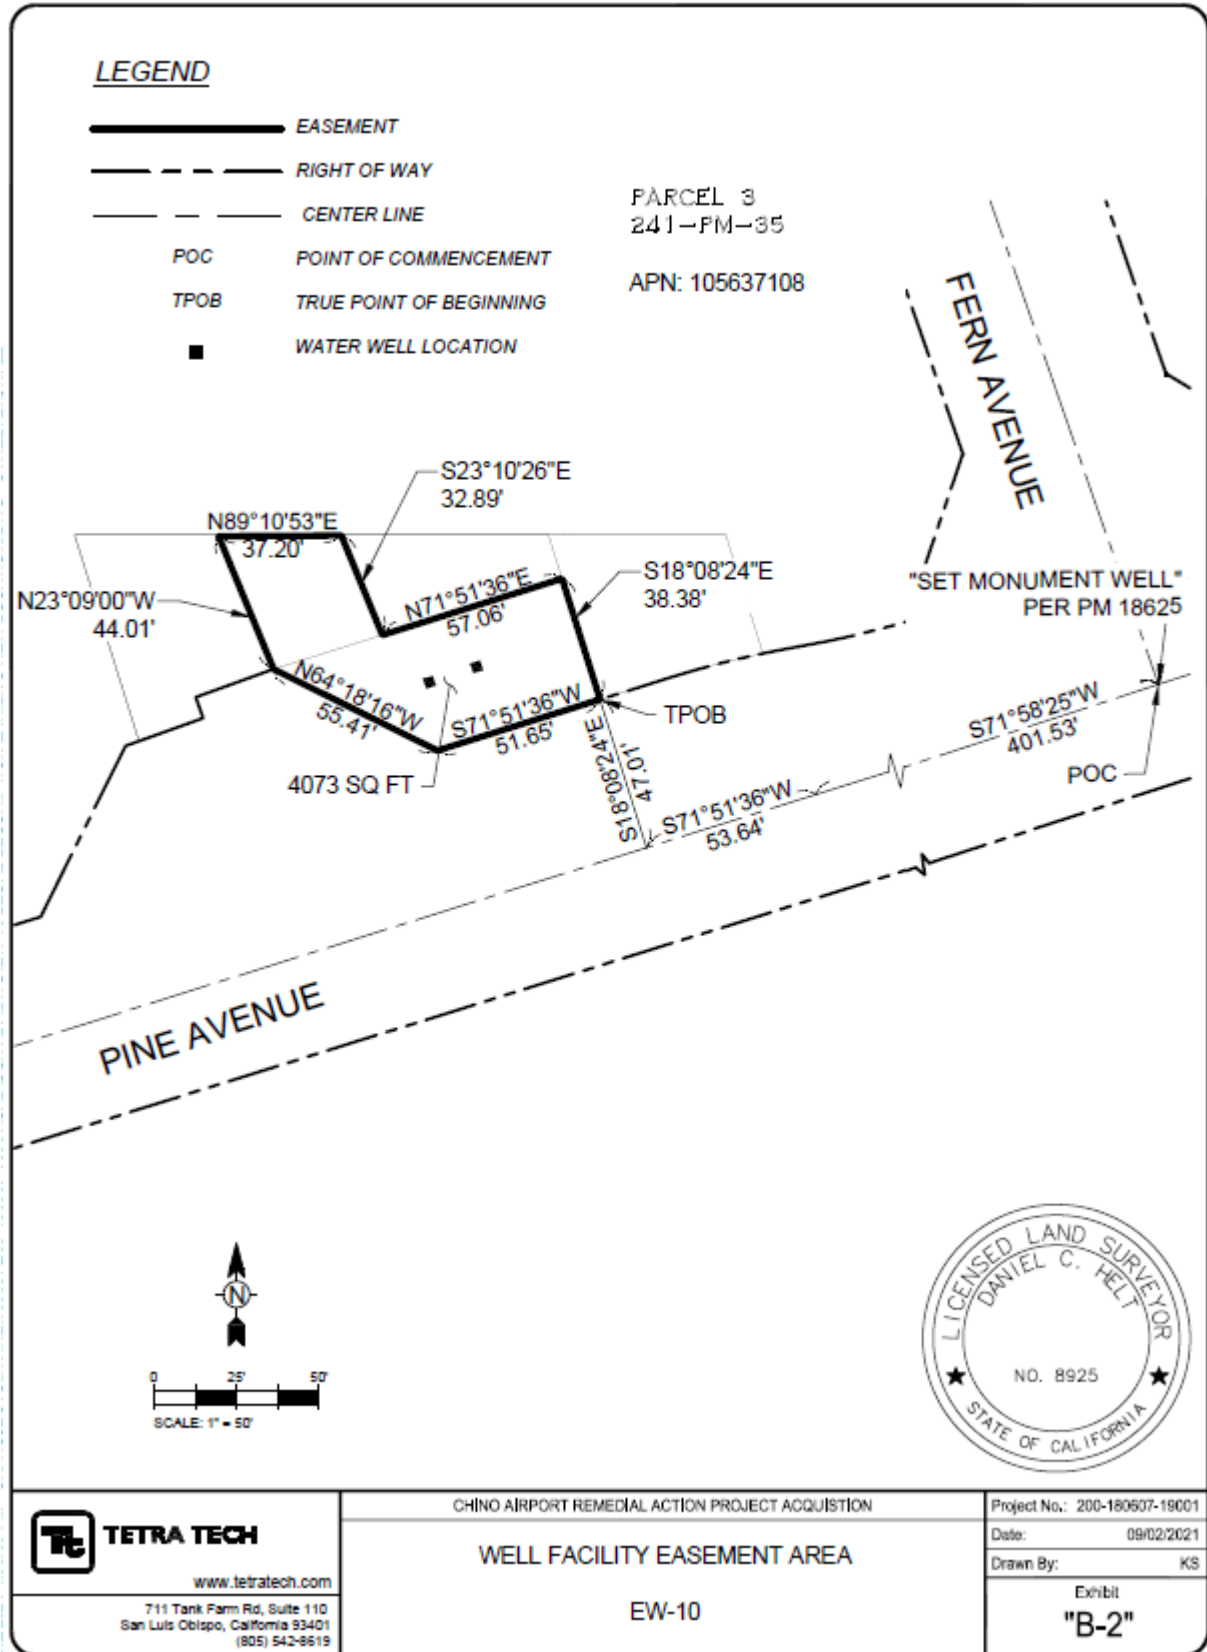 LEGEND
EASEMENT
RIGHT OF WAY
CENTER LINE
POC POINT OF COMMENCEMENT
TPOB TRUE POINT OF BEGINNING
WATER WELL LOCATION
PARCEL 3
241-PM-35
APN: 105637108
FERN AVENUE
"SET MONUMENT WELL"
PER PM 18625
S23°10'26"E
32.89'
N89°10'53"E
37.20'
S18°08'24"E
38.38'
N23°09'00"W
44.01'
N71°51'36"E
57.06'
N64°18'16"W
55.41'
S71°51'36"W
51.65'
TPOB
S71°58'25"W
401.53'
POC
4073 SQ FT
S18°08'24"E
47.01'
S71°51'36"W
53.64'
PINE AVENUE
N
0 25' 50'
SCALE: 1" = 50'
LICENSED LAND SURVEYOR
DANIEL C. HELT
NO. 8925
STATE OF CALIFORNIA
Tt TETRA TECH
www.tetratech.com
711 Tank Farm Rd, Suite 110
San Luis Obispo, California 93401
(805) 542-8619
CHINO AIRPORT REMEDIAL ACTION PROJECT ACQUISTION
WELL FACILITY EASEMENT AREA
EW-10
Project No.: 200-180607-19001
Date: 09/02/2021
Drawn By: KS
Exhibit
"B-2"